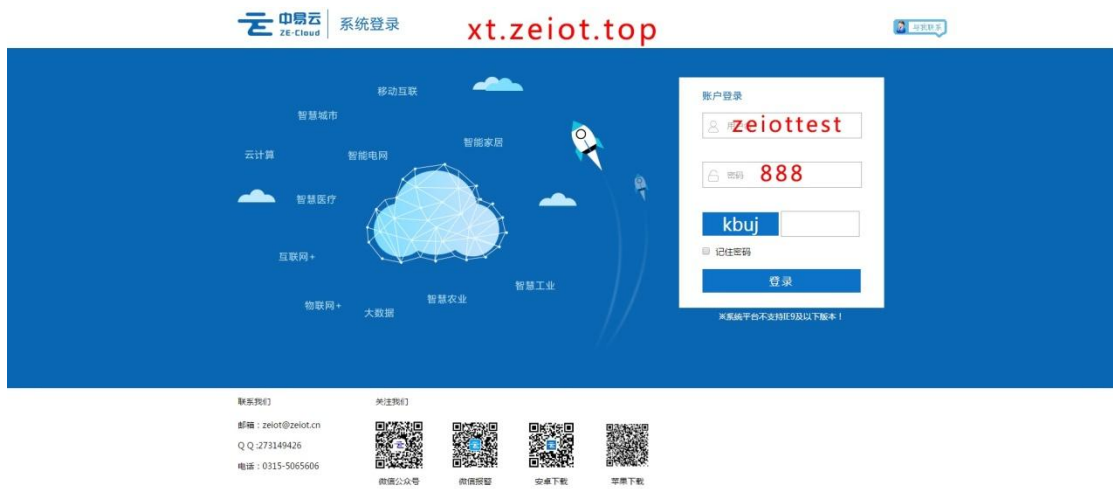 中易云
ZE-Cloud
系统登录
xt.zeiot.top
与我联系
移动互联
智慧城市
智能家居
云计算
智能电网
智慧医疗
互联网+
智慧工业
智慧农业
物联网+
大数据
账户登录
zeiottest
密码 888
kbuj
记住密码
登录
※系统平台不支持IE9及以下版本！
联系我们
关注我们
邮箱：zeiot@zeiot.cn
Q Q :273149426
电话：0315-5065606
微信公众号
微信报警
安卓下载
苹果下载